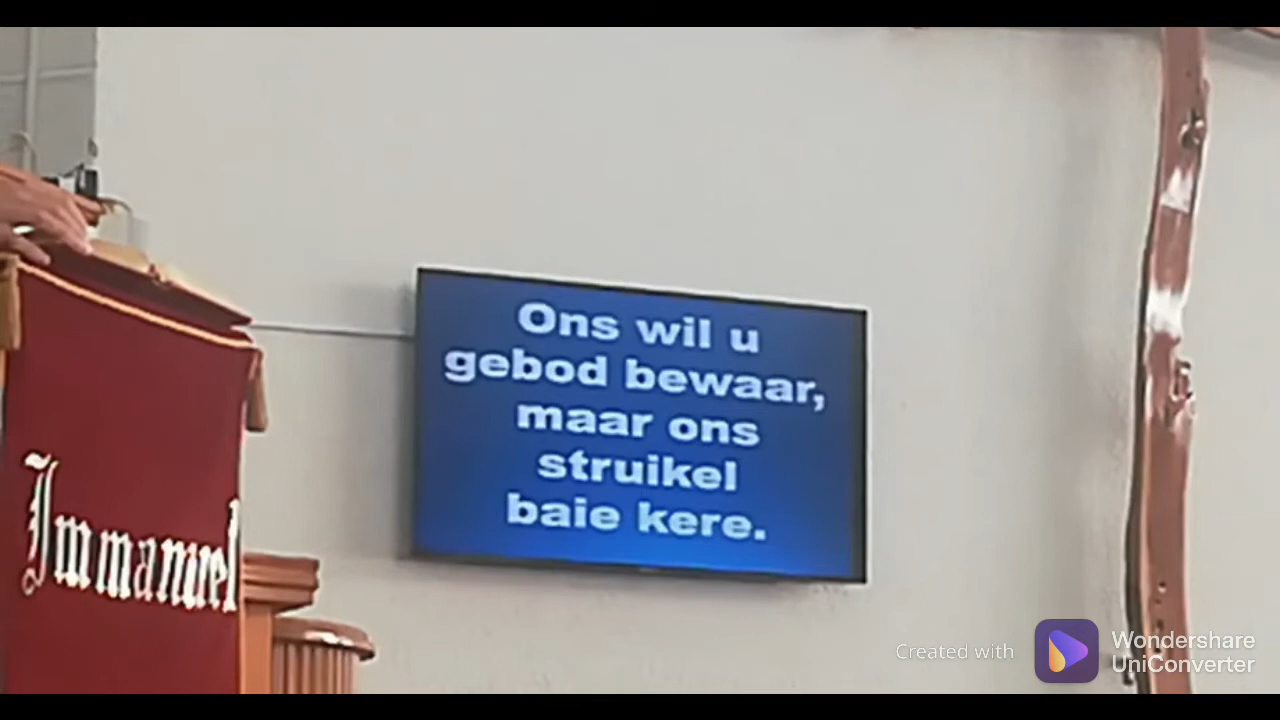 Ons wil u
gebod bewaar,
maar ons
struikel
baie kere.
Immanuel
Created with
Wondershare
UniConverter